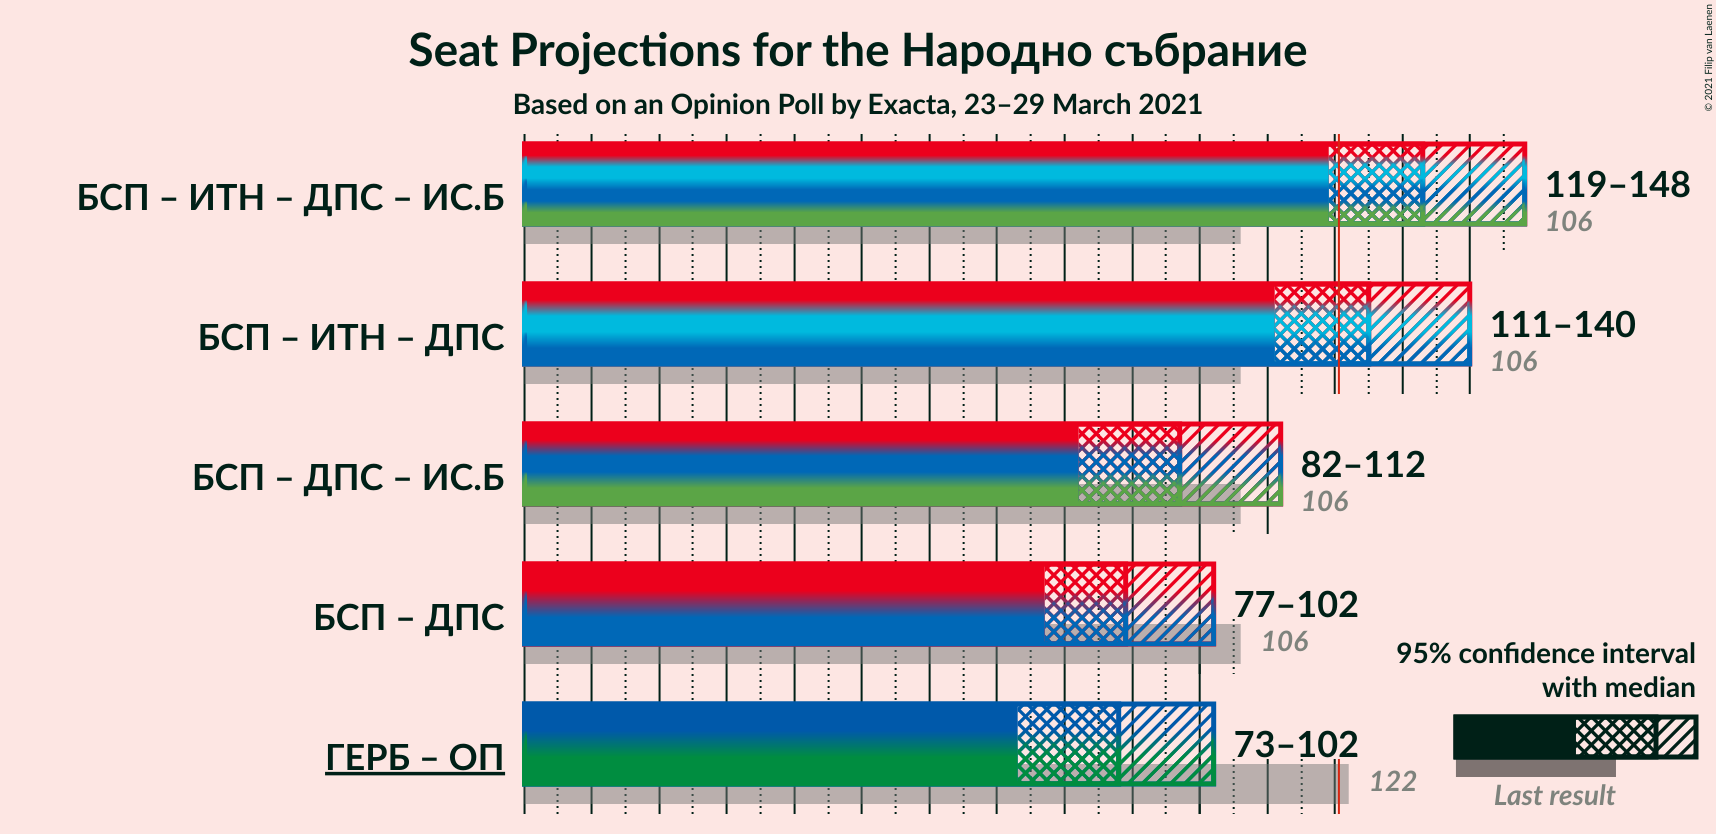 Seat Projections for the Народно събрание
Based on an Opinion Poll by Exacta, 23–29 March 2021
© 2021 Filip van Laenen
БСП – ИТН – ДПС – ИС.Б
119–148
106
БСП – ИТН – ДПС
111–140
106
БСП – ДПС – ИС.Б
82–112
106
БСП – ДПС
77–102
106
ГЕРБ – ОП
73–102
122
95% confidence interval
with median
Last result